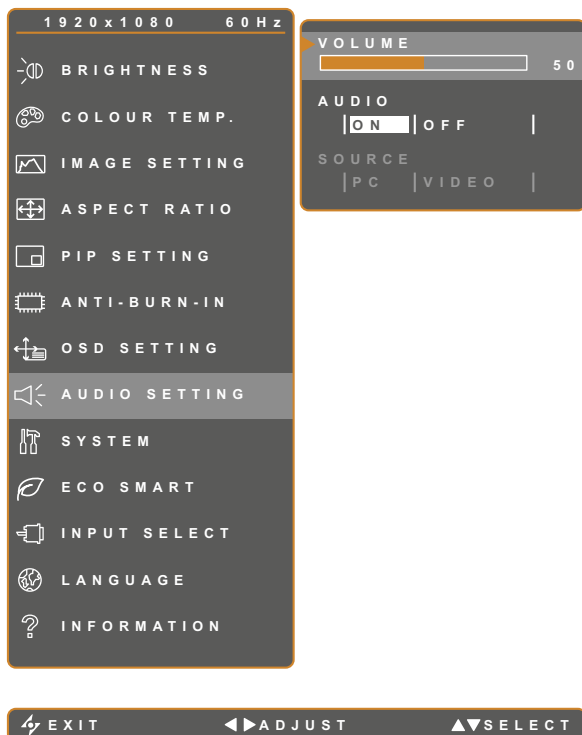 1920x1080 60Hz
BRIGHTNESS
COLOUR TEMP.
IMAGE SETTING
ASPECT RATIO
PIP SETTING
ANTI-BURN-IN
OSD SETTING
AUDIO SETTING
SYSTEM
ECO SMART
INPUT SELECT
LANGUAGE
INFORMATION
VOLUME
50
AUDIO
ON OFF
SOURCE
PC VIDEO
EXIT ADJUST SELECT